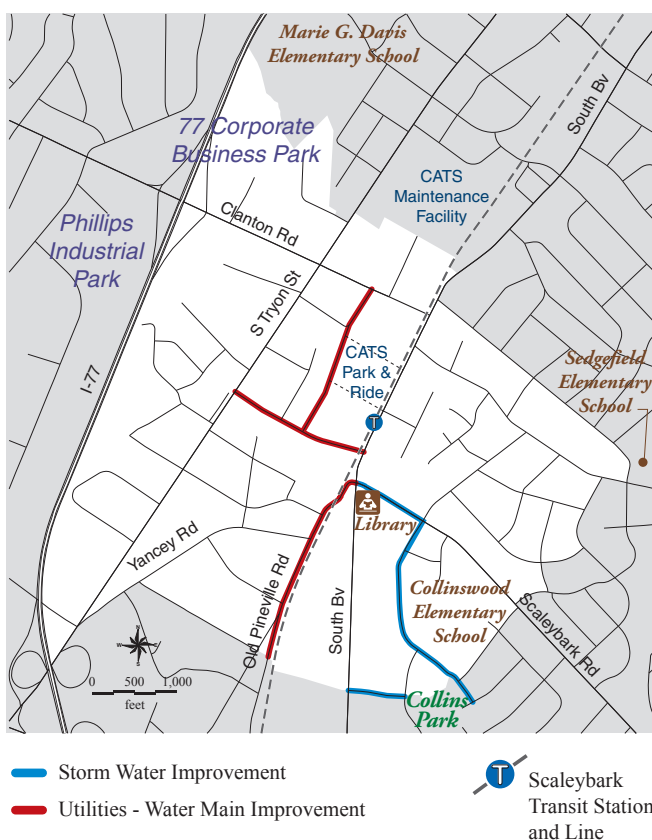 Marie G. Davis
Elementary School
South Bv
77 Corporate
Business Park
CATS
Maintenance
Facility
Clanton Rd
Phillips
Industrial
Park
S Tryon St
CATS
Park &
Ride
Sedgefield
Elementary
School
I-77
T
Library
Yancey Rd
Old Pineville Rd
South Bv
Collinswood
Elementary
School
Scaleybark Rd
N
W E
S
0 500 1,000
feet
Collins
Park
Storm Water Improvement
Utilities - Water Main Improvement
T
Scaleybark
Transit Station
and Line